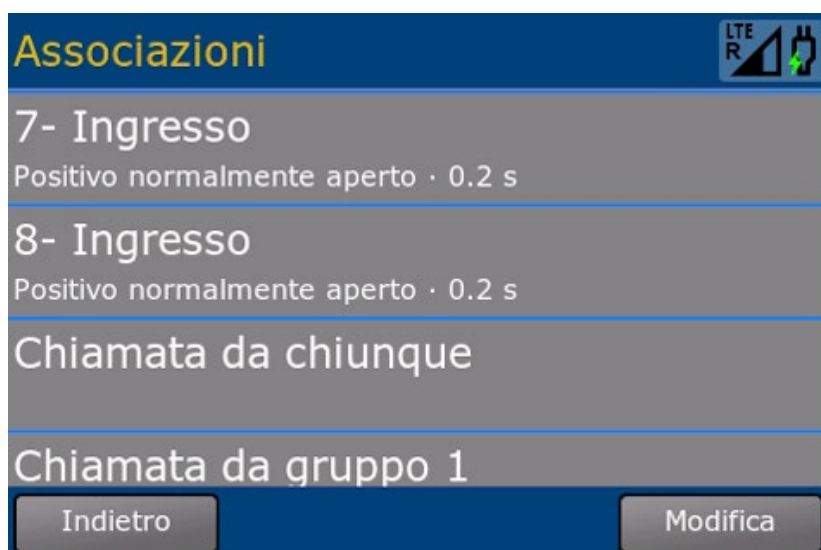 Associazioni
LTE
R
7- Ingresso
Positivo normalmente aperto · 0.2 s
8- Ingresso
Positivo normalmente aperto · 0.2 s
Chiamata da chiunque
Chiamata da gruppo 1
Indietro
Modifica